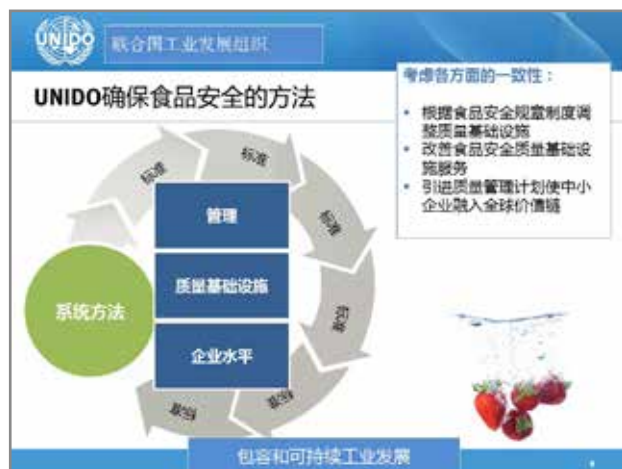 UNIDO
联合国工业发展组织
UNIDO确保食品安全的方法
考虑各方面的一致性：
• 根据食品安全规章制度调
整质量基础设施
• 改善食品安全质量基础设
施服务
• 引进质量管理计划使中小
企业融入全球价值链
标准
标准
标准
标准
标准
标准
管理
质量基础设施
企业水平
系统方法
包容和可持续工业发展